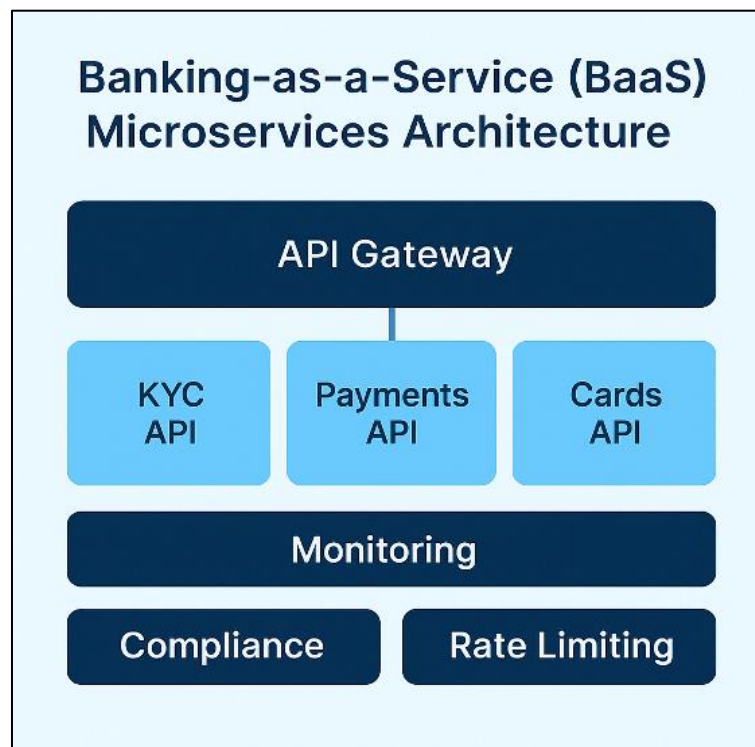 Banking-as-a-Service (BaaS)
Microservices Architecture
API Gateway
KYC
API
Payments
API
Cards
API
Monitoring
Compliance
Rate Limiting